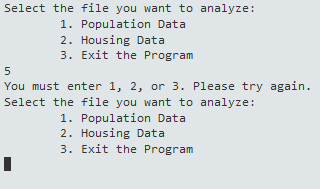 Select the file you want to analyze:
1. Population Data
2. Housing Data
3. Exit the Program
5
You must enter 1, 2, or 3. Please try again.
Select the file you want to analyze:
1. Population Data
2. Housing Data
3. Exit the Program